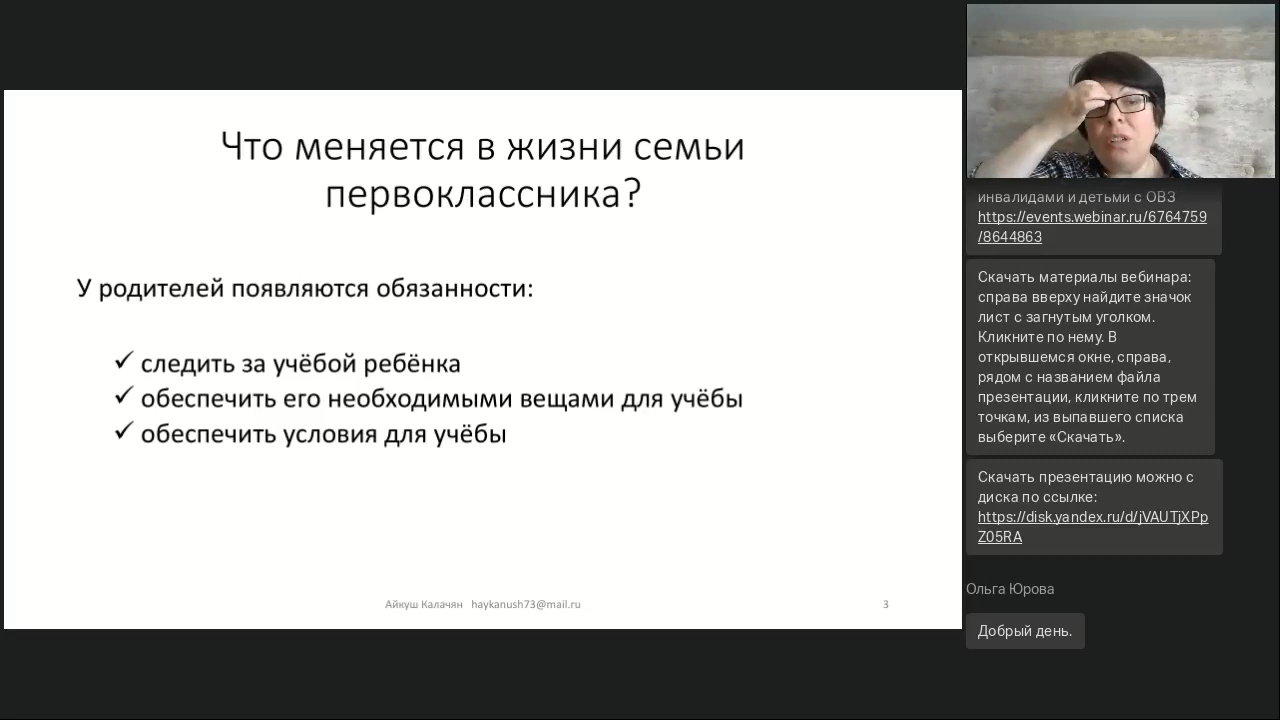 Что меняется в жизни семьи
первоклассника?
У родителей появляются обязанности:
✓ следить за учёбой ребёнка
✓ обеспечить его необходимыми вещами для учёбы
✓ обеспечить условия для учёбы
Айкуш Калачян haykanush73@mail.ru
3
инвалидами и детьми с ОВЗ
https://events.webinar.ru/6764759
/8644863
Скачать материалы вебинара:
справа вверху найдите значок
лист с загнутым уголком.
Кликните по нему. В
открывшемся окне, справа,
рядом с названием файла
презентации, кликните по трем
точкам, из выпавшего списка
выберите «Скачать».
Скачать презентацию можно с
диска по ссылке:
https://disk.yandex.ru/d/jVAUTjXPp
Z05RA
Ольга Юрова
Добрый день.